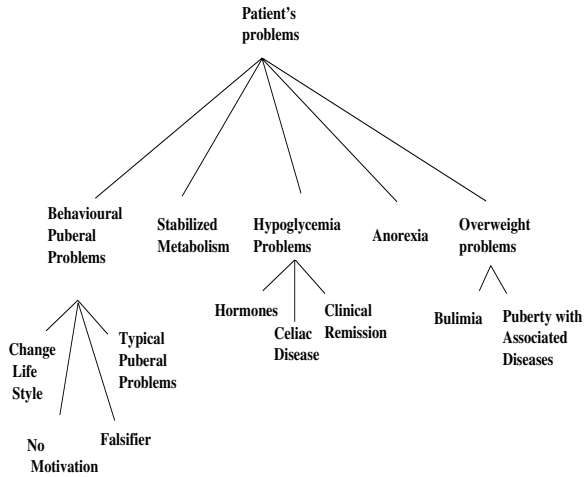 Patient's
problems
Behavioural
Puberal
Problems
Stabilized
Metabolism
Hypoglycemia
Problems
Anorexia
Overweight
problems
Hormones
Celiac
Disease
Clinical
Remission
Bulimia
Puberty with
Associated
Diseases
Change
Life
Style
Typical
Puberal
Problems
No
Motivation
Falsifier